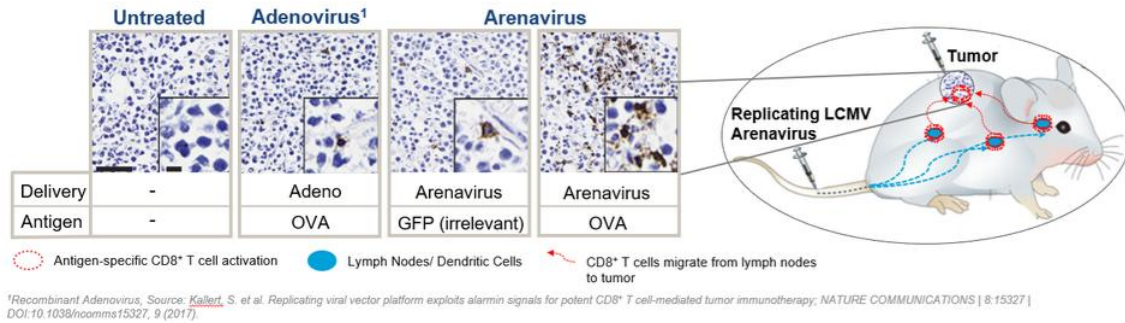 Untreated
Adenovirus¹
Arenavirus
Tumor
Replicating LCMV
Arenavirus
Delivery - Adeno Arenavirus Arenavirus
Antigen - OVA GFP (irrelevant) OVA
Antigen-specific CD8⁺ T cell activation
Lymph Nodes/ Dendritic Cells
CD8⁺ T cells migrate from lymph nodes
to tumor
¹Recombinant Adenovirus, Source: Kallert, S. et al. Replicating viral vector platform exploits alarmin signals for potent CD8⁺ T cell-mediated tumor immunotherapy; NATURE COMMUNICATIONS | 8:15327 |
DOI:10.1038/ncomms15327, 9 (2017).